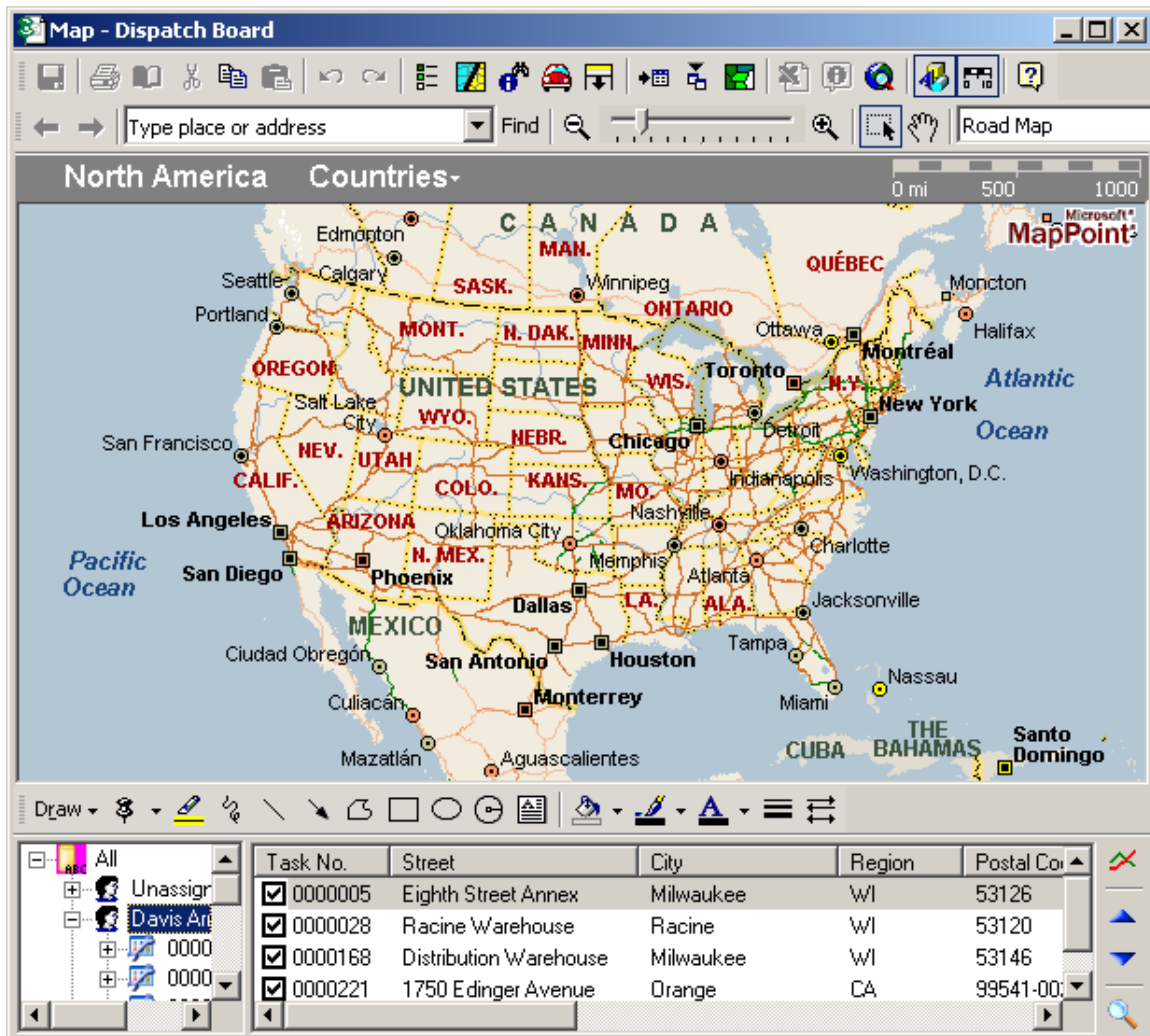 Map - Dispatch Board
Type place or address
Find
Road Map
North America Countries
0 mi 500 1000
CANADA
Microsoft
MapPoint
Edmonton
MAN.
QUÉBEC
Seattle
Calgary
SASK.
Winnipeg
Moncton
Portland
MONT.
N. DAK.
MINN.
ONTARIO
Ottawa
Halifax
Montréal
OREGON
UNITED STATES
WIS.
Toronto
N.Y.
Atlantic
Ocean
Salt Lake
City
WYO.
New York
San Francisco
NEV.
UTAH
NEBR.
Chicago
Detroit
CALIF.
COLO.
KANS.
MO.
Indianapolis
Washington, D.C.
Los Angeles
ARIZONA
Oklahoma City
Nashville
Pacific
Ocean
San Diego
Phoenix
N. MEX.
Memphis
Atlanta
Charlotte
Dallas
LA.
ALA.
Jacksonville
MEXICO
Ciudad Obregón
San Antonio
Houston
Tampa
Culiacán
Monterrey
Miami
Nassau
Mazatlán
Aguascalientes
CUBA
THE
BAHAMAS
Santo
Domingo
Draw
ABC All
Unassigr
Davis An
0000
0000
Task No. Street City Region Postal Co
0000005 Eighth Street Annex Milwaukee WI 53126
0000028 Racine Warehouse Racine WI 53120
0000168 Distribution Warehouse Milwaukee WI 53146
0000221 1750 Edinger Avenue Orange CA 99541-00